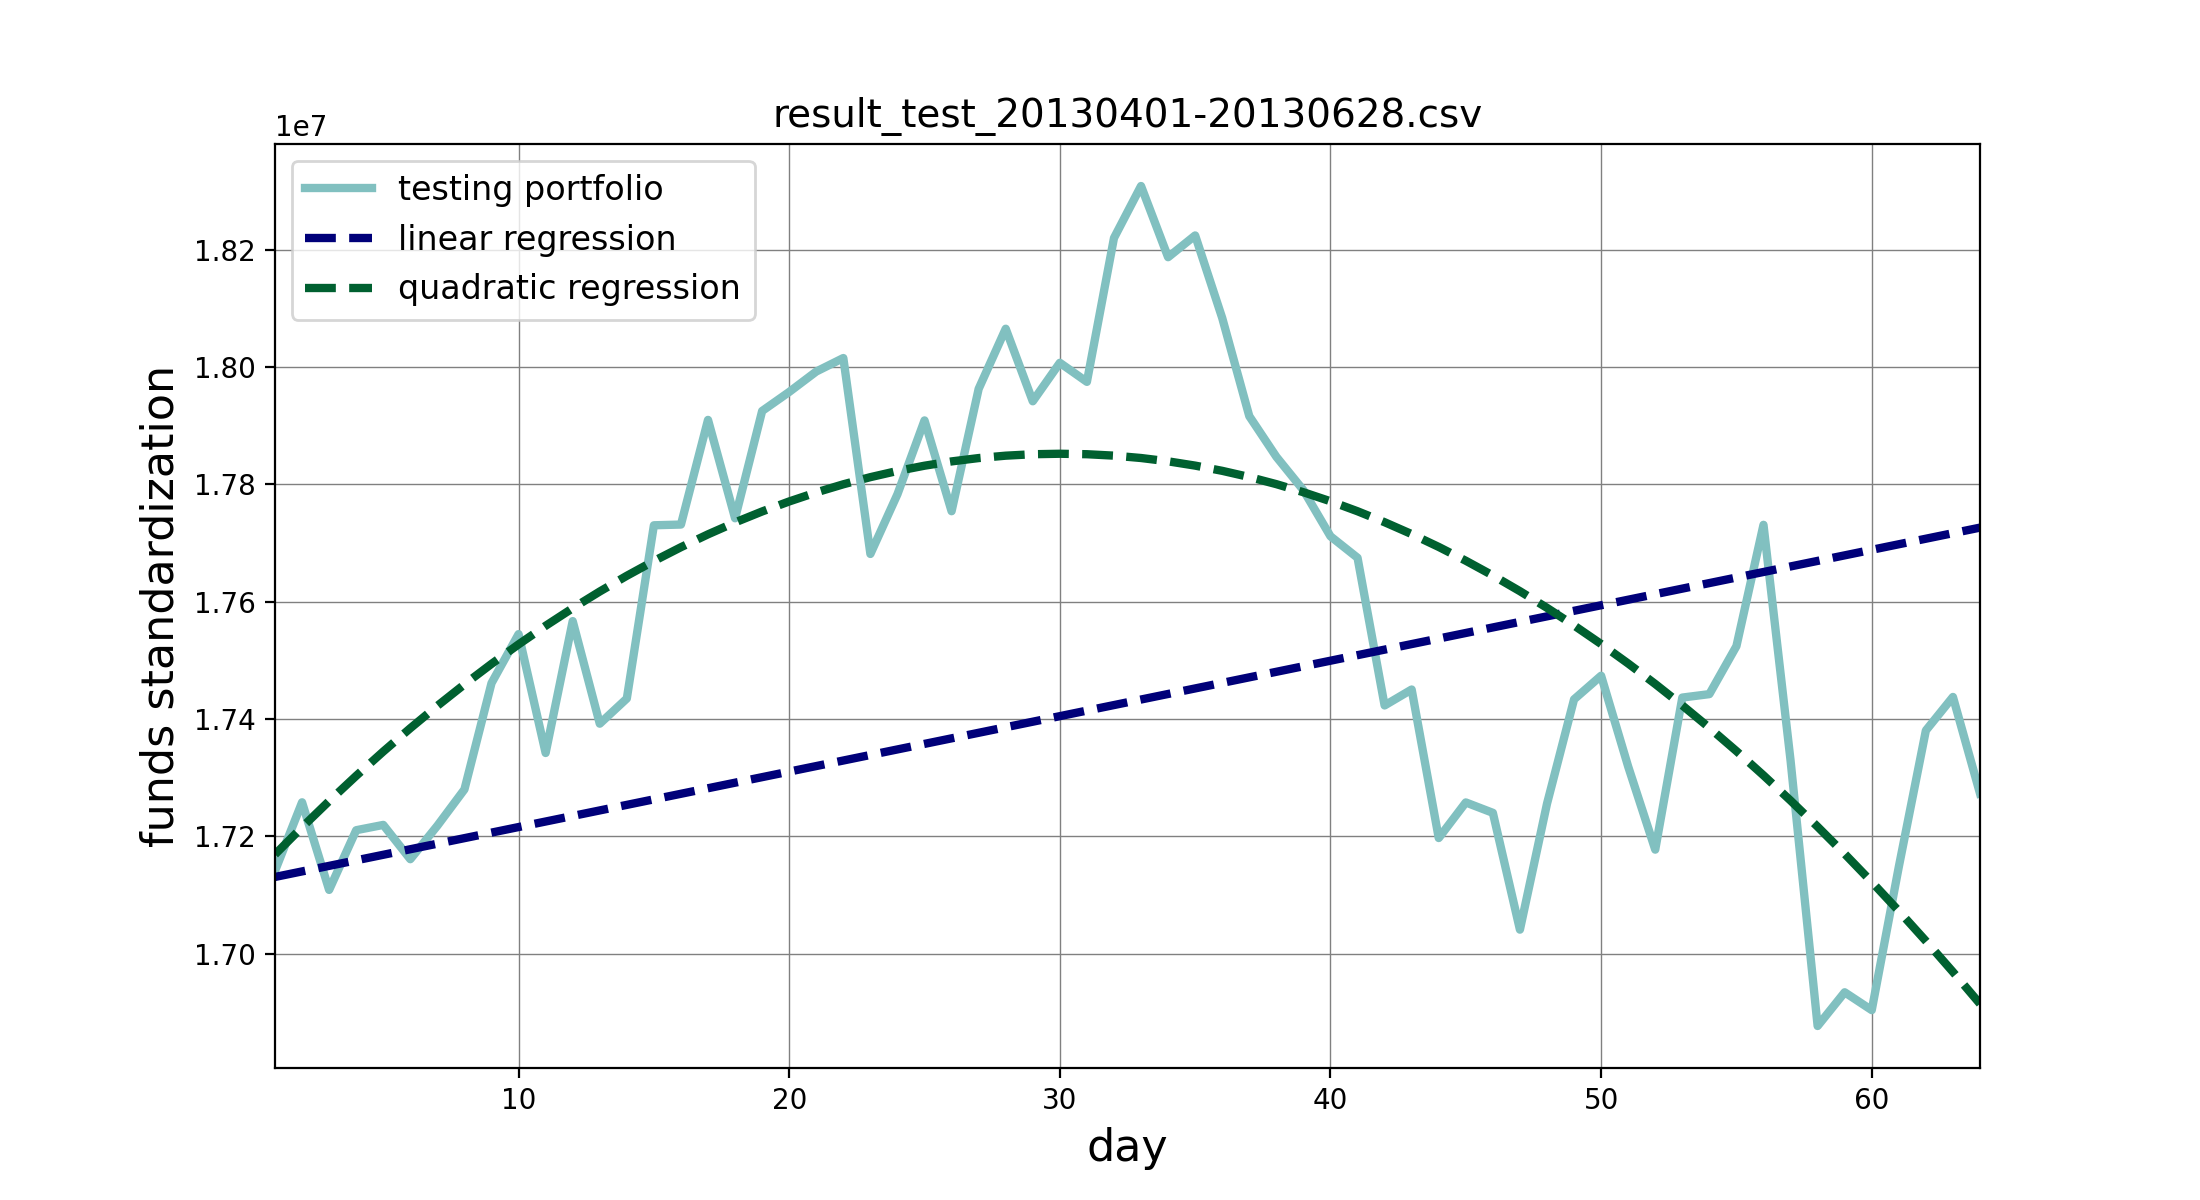 result_test_20130401-20130628.csv
1e7
testing portfolio
linear regression
quadratic regression
1.82
1.80
1.78
1.76
1.74
1.72
1.70
funds standardization
10 20 30 40 50 60
day